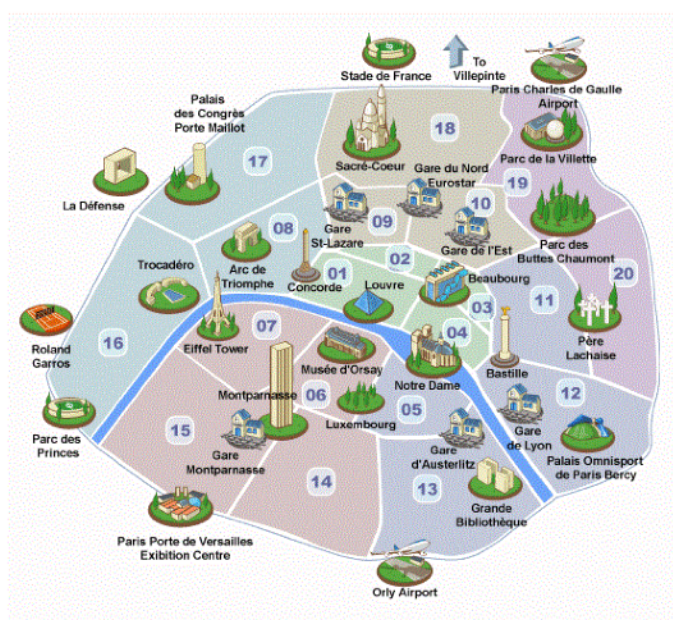 Stade de France
To
Villepinte
Paris Charles de Gaulle
Airport
Palais
des Congrès
Porte Maillot
18
17
Sacré-Coeur
Gare du Nord
Eurostar
Parc de la Villette
19
La Défense
10
09
Gare
St-Lazare
Gare de l'Est
Parc des
Buttes Chaumont
08
02
20
Trocadéro
Arc de
Triomphe
01
Concorde
Louvre
Beaubourg
11
03
16
07
04
Père
Lachaise
Roland
Garros
Eiffel Tower
Musée d'Orsay
Notre Dame
Bastille
Montparnasse
06
05
12
Luxembourg
Parc des
Princes
15
Gare
Montparnasse
Gare
d'Austerlitz
Gare
de Lyon
Palais Omnisport
de Paris Bercy
14
13
Grande
Bibliothèque
Paris Porte de Versailles
Exibition Centre
Orly Airport